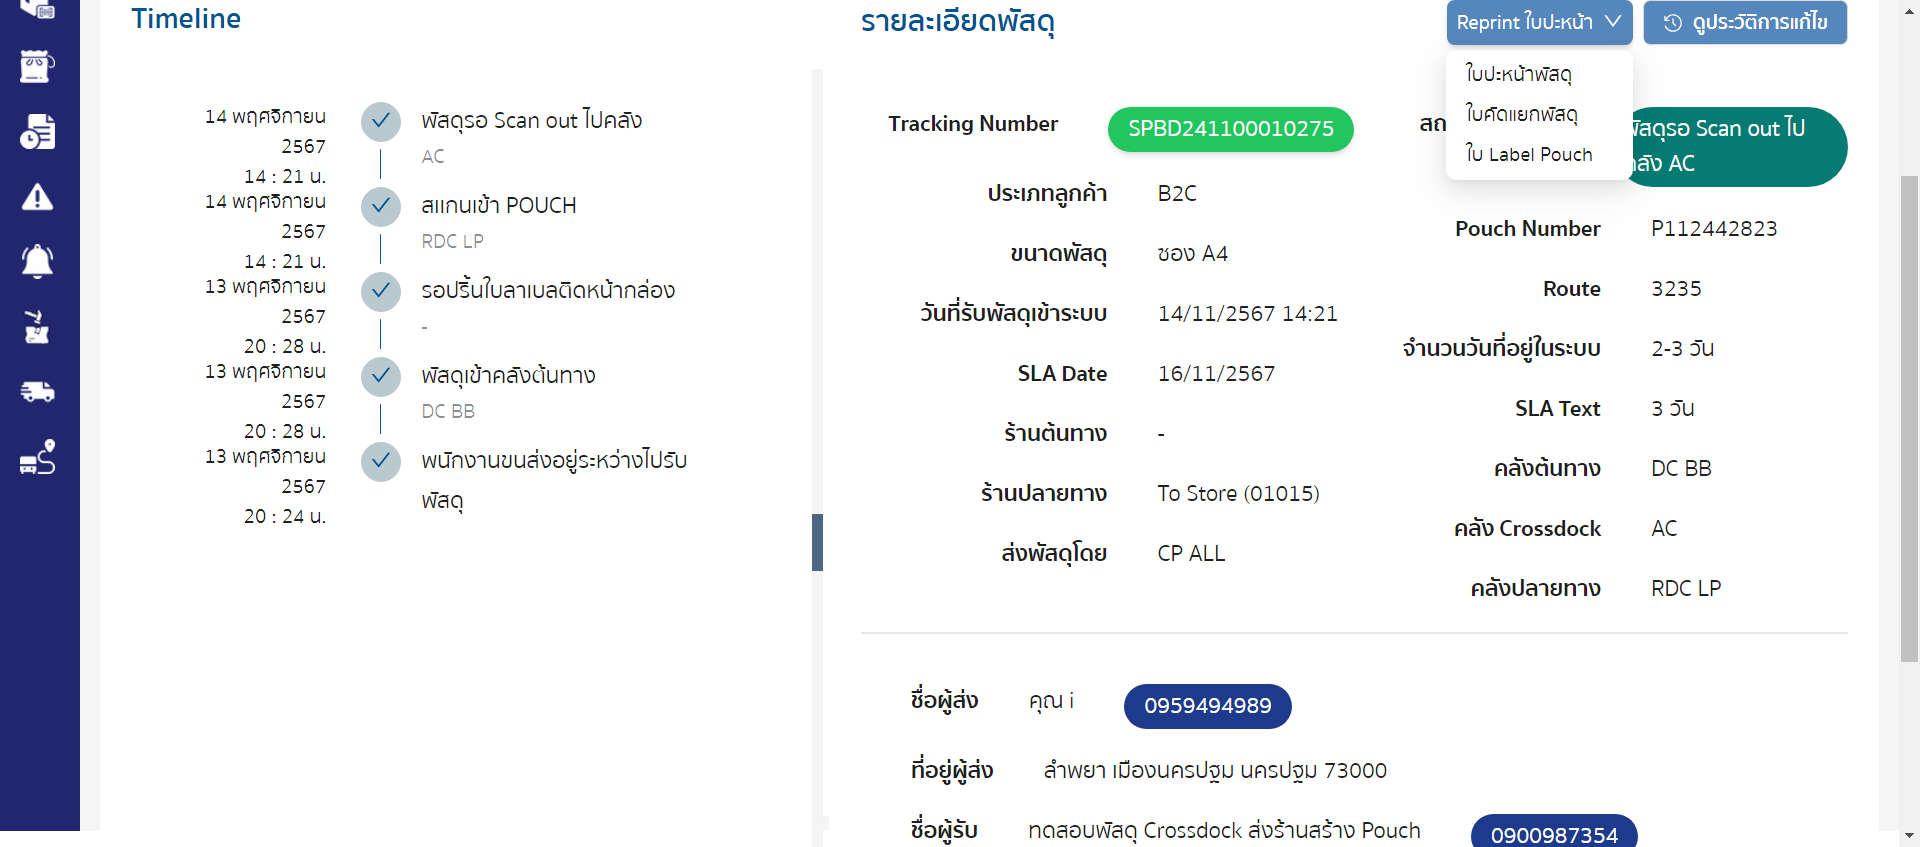 Timeline
14 พฤศจิกายน
2567
14 : 21 น.
พัสดุรอ Scan out ไปคลัง
AC
14 พฤศจิกายน
2567
14 : 21 น.
สแกนเข้า POUCH
RDC LP
13 พฤศจิกายน
2567
20 : 28 น.
รอปริ้นใบลาเบลติดหน้ากล่อง
-
13 พฤศจิกายน
2567
20 : 28 น.
พัสดุเข้าคลังต้นทาง
DC BB
13 พฤศจิกายน
2567
20 : 24 น.
พนักงานขนส่งอยู่ระหว่างไปรับ
พัสดุ
รายละเอียดพัสดุ
Reprint ใบปะหน้า
ดูประวัติการแก้ไข
ใบปะหน้าพัสดุ
ใบคัดแยกพัสดุ
ใบ Label Pouch
Tracking Number SPBD241100010275
ประเภทลูกค้า B2C
ขนาดพัสดุ ซอง A4
วันที่รับพัสดุเข้าระบบ 14/11/2567 14:21
SLA Date 16/11/2567
ร้านต้นทาง -
ร้านปลายทาง To Store (01015)
ส่งพัสดุโดย CP ALL
พัสดุรอ Scan out ไป
คลัง AC
Pouch Number P112442823
Route 3235
จำนวนวันที่อยู่ในระบบ 2-3 วัน
SLA Text 3 วัน
คลังต้นทาง DC BB
คลัง Crossdock AC
คลังปลายทาง RDC LP
ชื่อผู้ส่ง คุณ i 0959494989
ที่อยู่ผู้ส่ง ลำพยา เมืองนครปฐม นครปฐม 73000
ชื่อผู้รับ ทดสอบพัสดุ Crossdock ส่งร้านสร้าง Pouch 0900987354